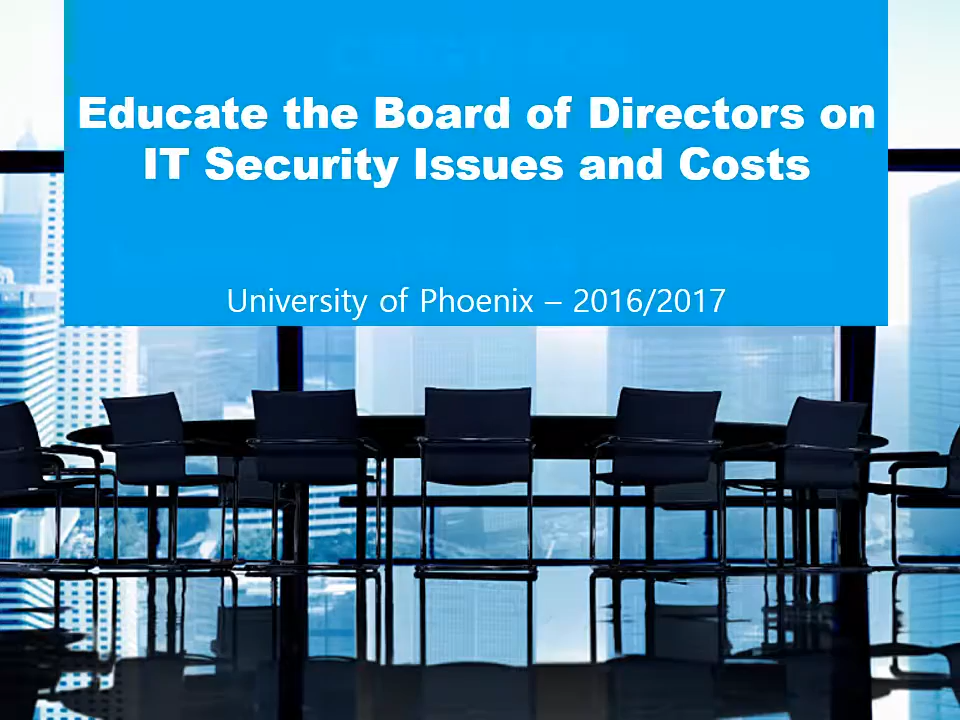 Educate the Board of Directors on
IT Security Issues and Costs
University of Phoenix – 2016/2017